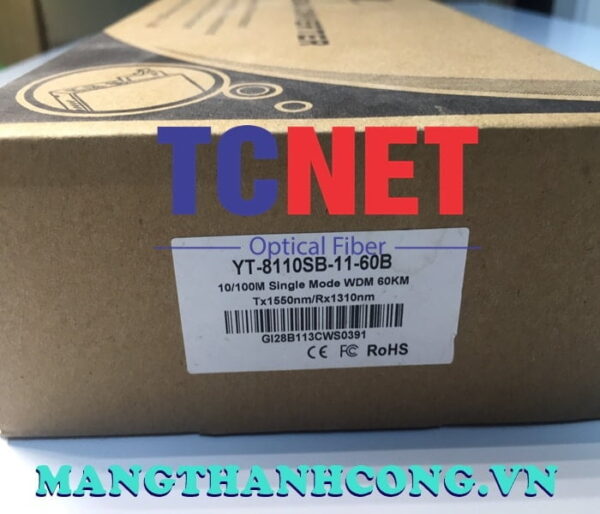 TCNET
Optical Fiber
YT-8110SB-11-60B
10/100M Single Mode WDM 60KM
Tx1550nm/Rx1310nm
GI28B113CWS0391
CE FC RoHS
MANGTHANHCONG.VN